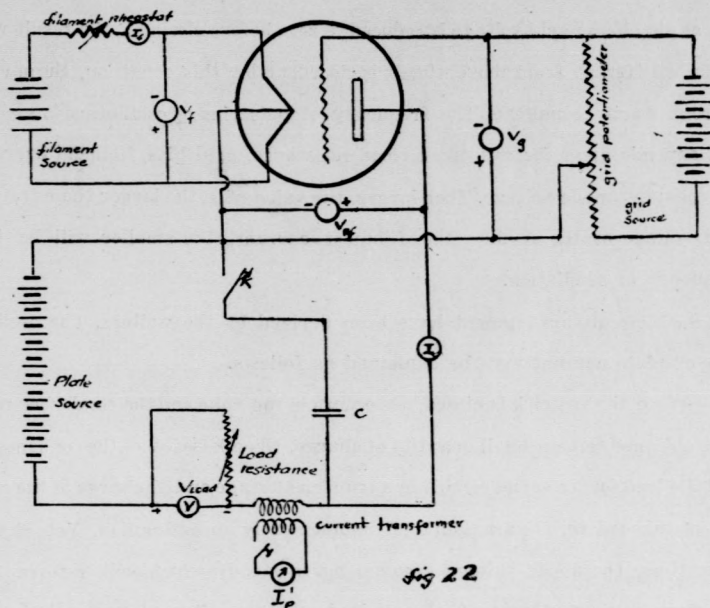 filament rheostat
If
Vf
+
filament
Source
Vg
+
grid potentiometer
grid
Source
- +
K
Plate
Source
Load
resistance
C
VLoad
V
current transformer
A
Ip'
fig 22